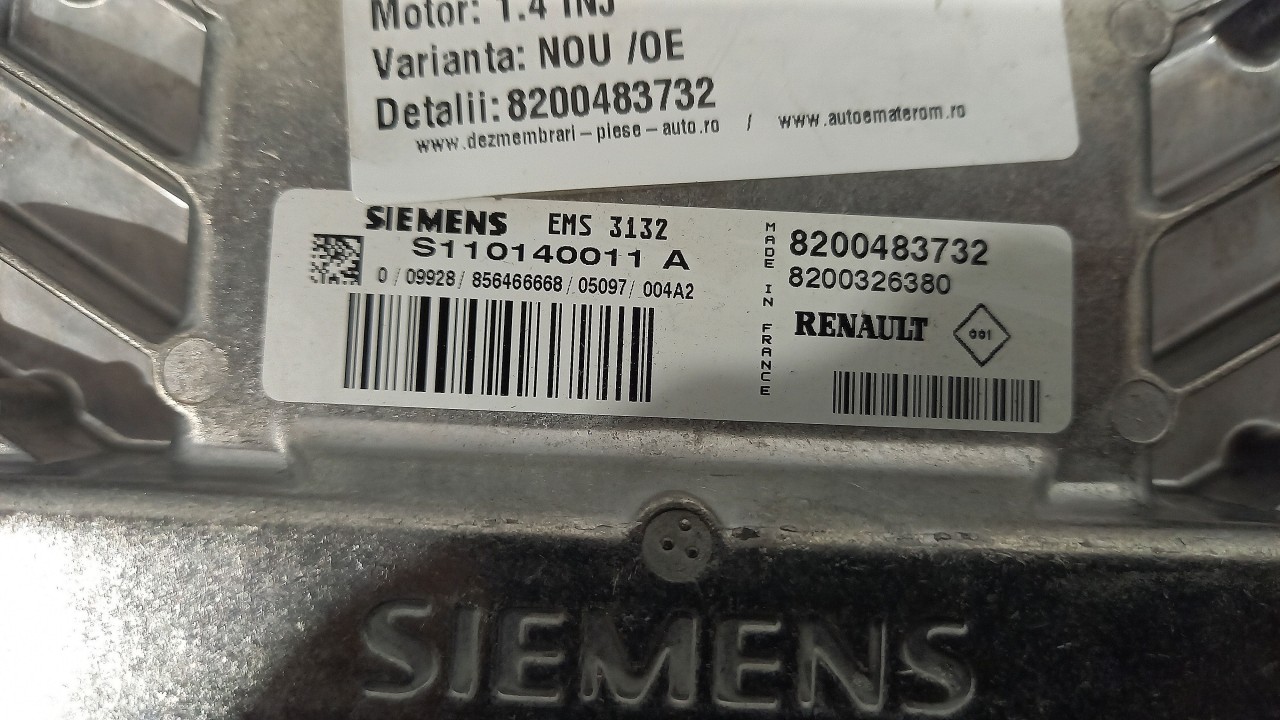 Motor: 1.4 INJ
Varianta: NOU /OE
Detalii: 8200483732
www.dezmembrari-piese-auto.ro / www.autoematerom.ro
SIEMENS EMS 3132
S110140011 A
0/09928/856466668/05097/004A2
MADE IN FRANCE
8200483732
8200326380
RENAULT 001
SIEMENS